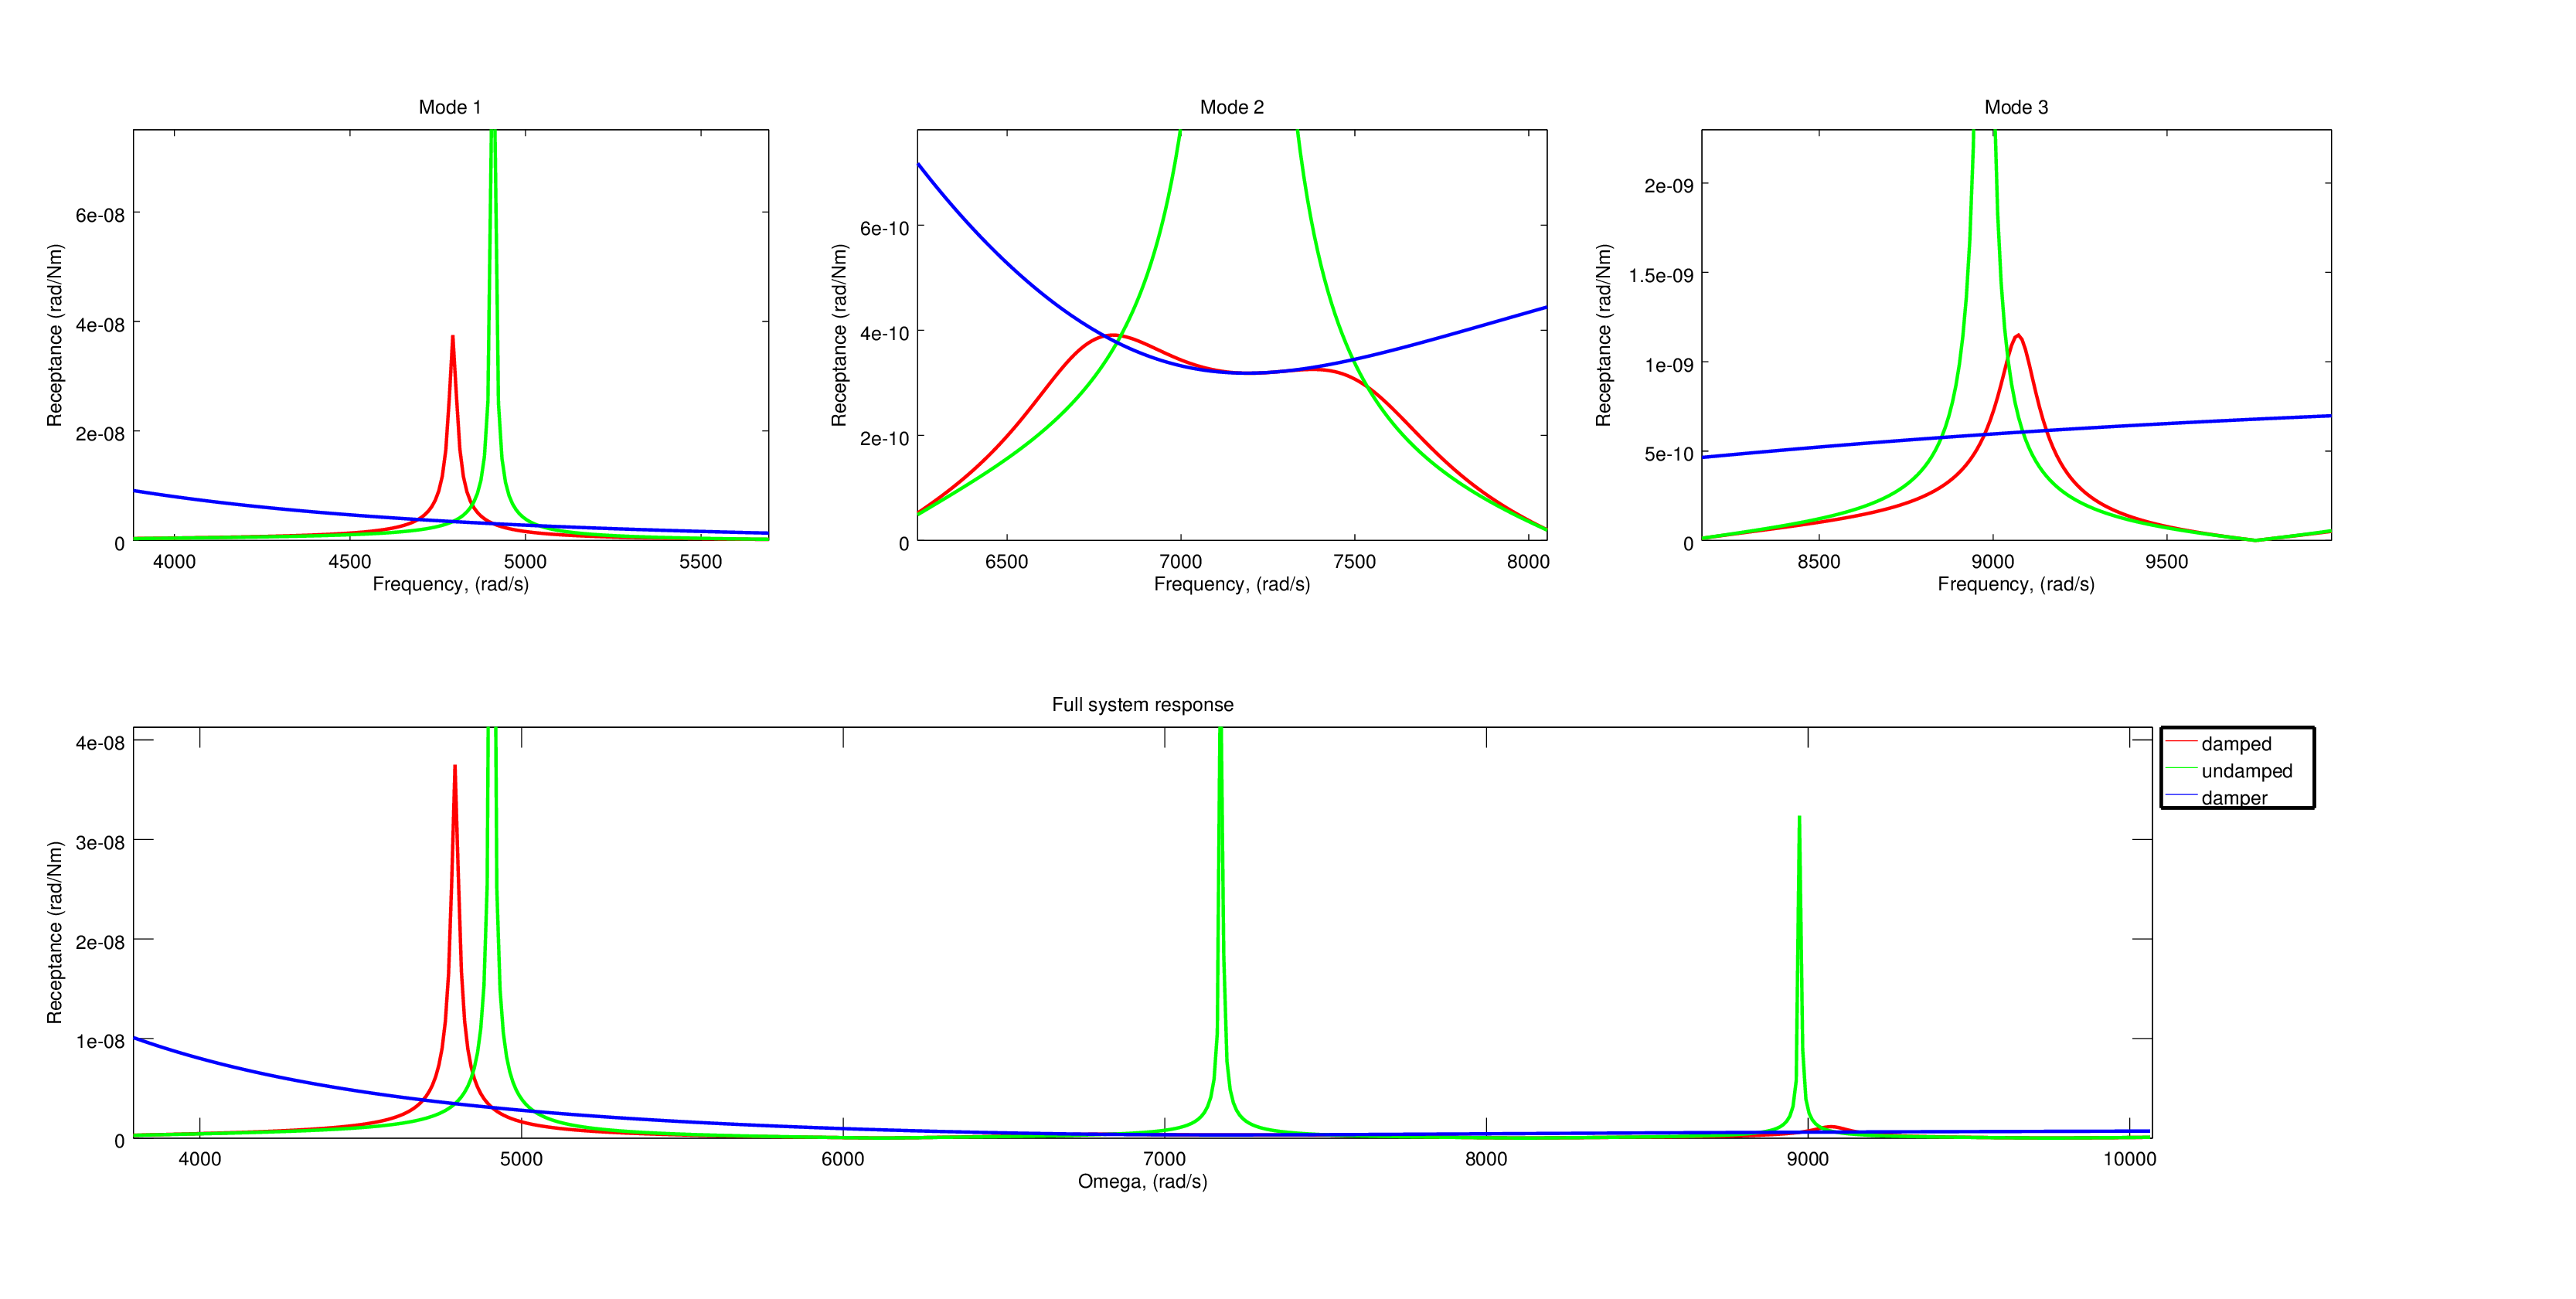 Mode 1
Mode 2
Mode 3
Receptance (rad/Nm)
6e-08
4e-08
2e-08
0
4000 4500 5000 5500
Frequency, (rad/s)
Receptance (rad/Nm)
6e-10
4e-10
2e-10
0
6500 7000 7500 8000
Frequency, (rad/s)
Receptance (rad/Nm)
2e-09
1.5e-09
1e-09
5e-10
0
8500 9000 9500
Frequency, (rad/s)
Full system response
Receptance (rad/Nm)
4e-08
3e-08
2e-08
1e-08
0
4000 5000 6000 7000 8000 9000 10000
Omega, (rad/s)
damped
undamped
damper